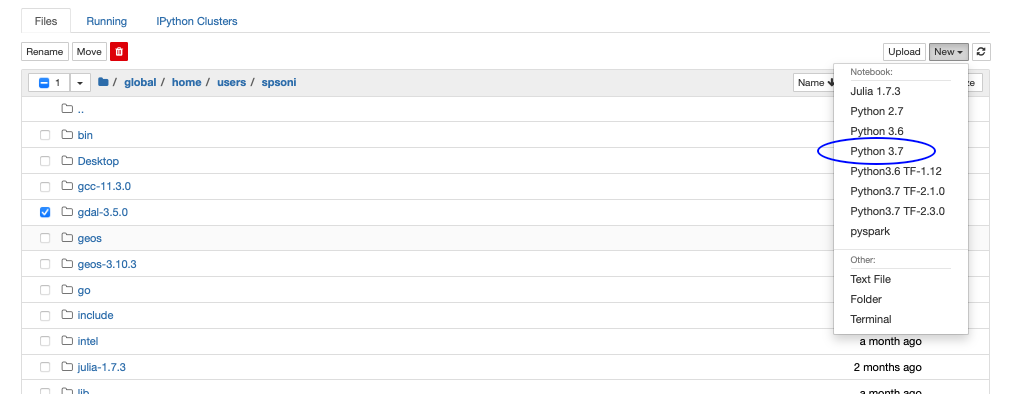 Files Running IPython Clusters
Rename Move Upload New
1 / global / home / users / spsoni Name ze
Notebook:
Julia 1.7.3
Python 2.7
Python 3.6
Python 3.7
Python3.6 TF-1.12
Python3.7 TF-2.1.0
Python3.7 TF-2.3.0
pyspark
Other:
Text File
Folder
Terminal
..
bin
Desktop
gcc-11.3.0
gdal-3.5.0
geos
geos-3.10.3
go
include
intel a month ago
julia-1.7.3 2 months ago
lib a month ago